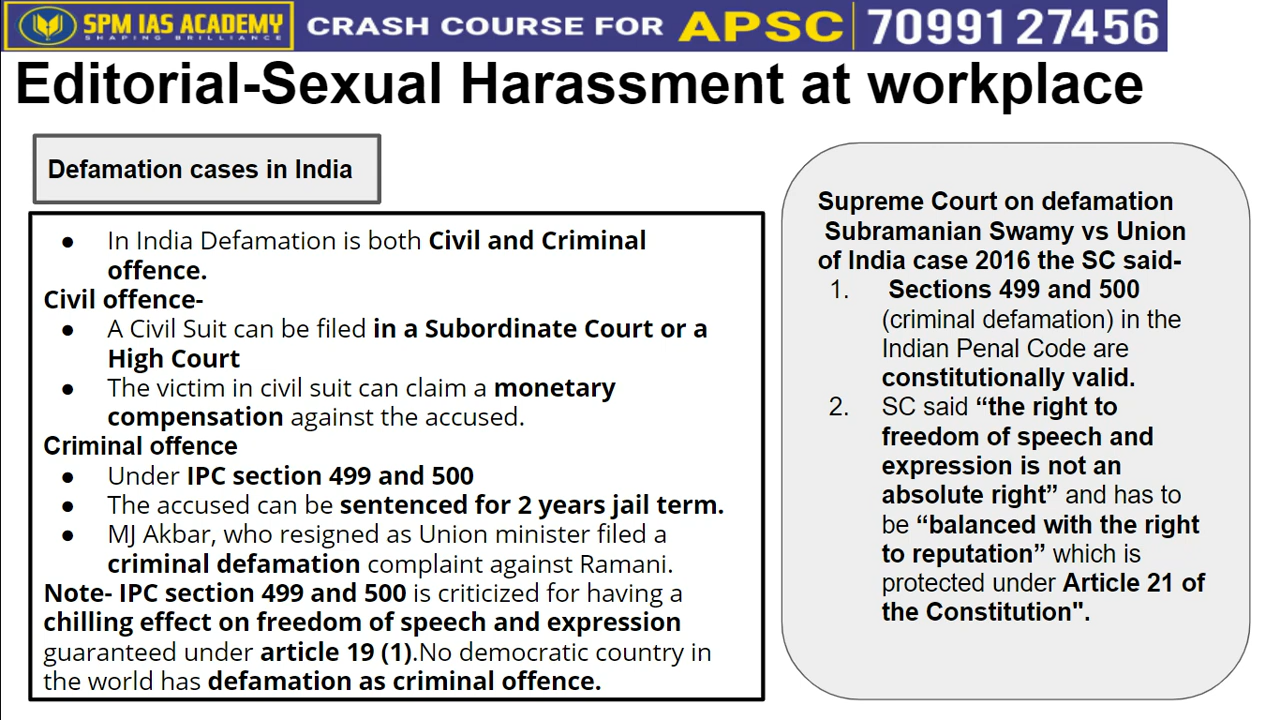 SPM IAS ACADEMY
SHAPING BRILLIANCE
CRASH COURSE FOR APSC 70991 27456
Editorial-Sexual Harassment at workplace
Defamation cases in India
● In India Defamation is both Civil and Criminal
offence.
Civil offence-
● A Civil Suit can be filed in a Subordinate Court or a
High Court
● The victim in civil suit can claim a monetary
compensation against the accused.
Criminal offence
● Under IPC section 499 and 500
● The accused can be sentenced for 2 years jail term.
● MJ Akbar, who resigned as Union minister filed a
criminal defamation complaint against Ramani.
Note- IPC section 499 and 500 is criticized for having a
chilling effect on freedom of speech and expression
guaranteed under article 19 (1).No democratic country in
the world has defamation as criminal offence.
Supreme Court on defamation
Subramanian Swamy vs Union
of India case 2016 the SC said-
1. Sections 499 and 500
(criminal defamation) in the
Indian Penal Code are
constitutionally valid.
2. SC said “the right to
freedom of speech and
expression is not an
absolute right” and has to
be “balanced with the right
to reputation” which is
protected under Article 21 of
the Constitution".